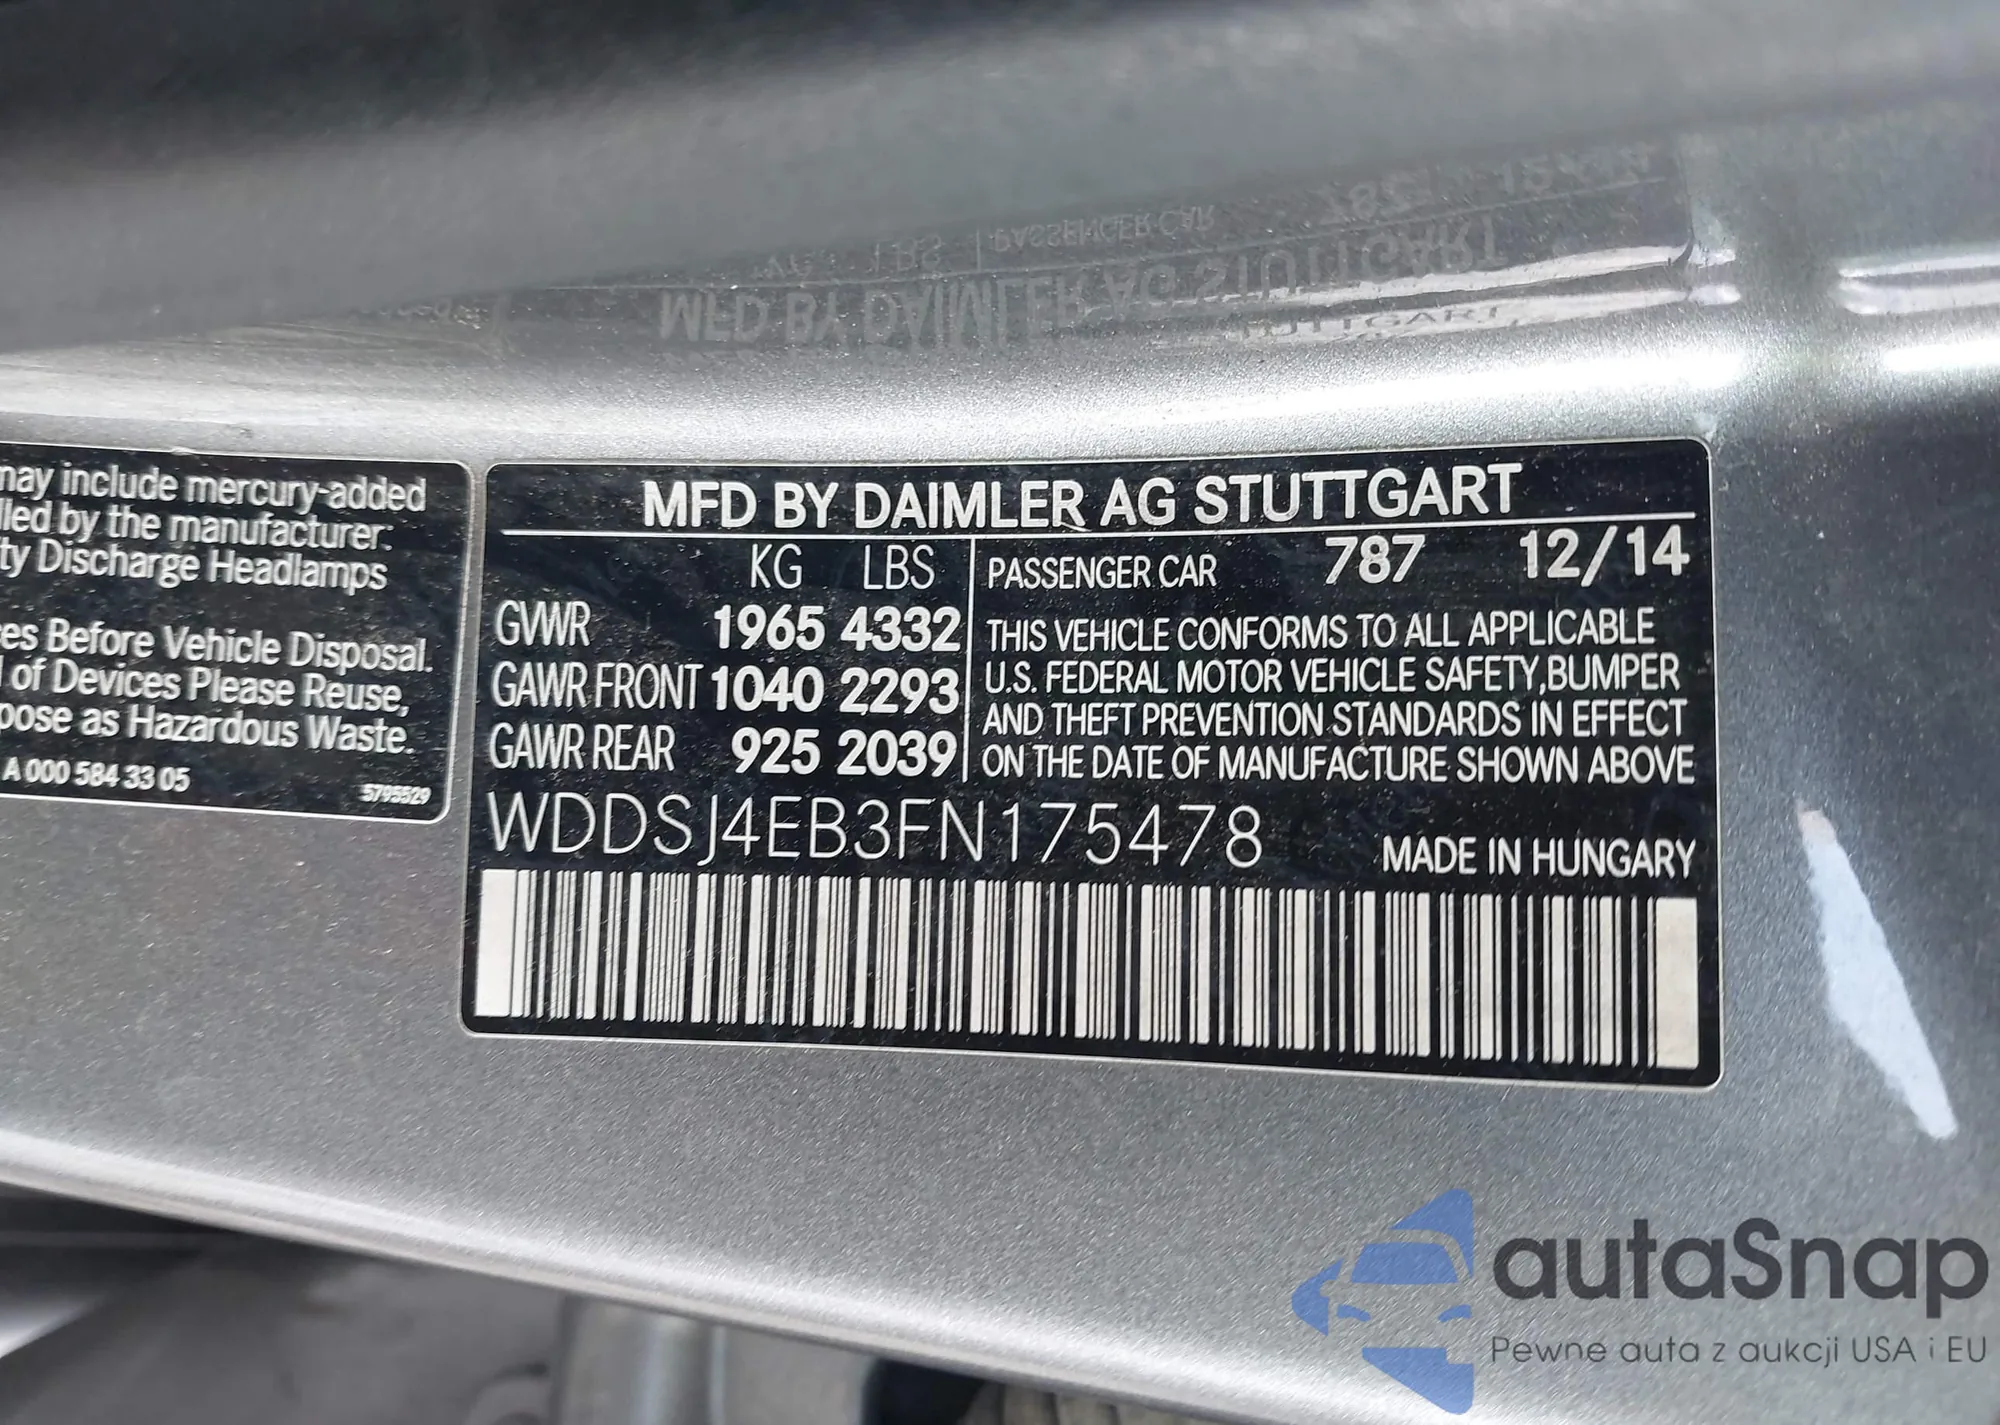 may include mercury-added
lled by the manufacturer:
ty Discharge Headlamps
es Before Vehicle Disposal.
of Devices Please Reuse,
pose as Hazardous Waste.
A 000 584 33 05
5795529
MFD BY DAIMLER AG STUTTGART
KG LBS
GVWR 1965 4332
GAWR FRONT 1040 2293
GAWR REAR 925 2039
PASSENGER CAR 787 12/14
THIS VEHICLE CONFORMS TO ALL APPLICABLE
U.S. FEDERAL MOTOR VEHICLE SAFETY, BUMPER
AND THEFT PREVENTION STANDARDS IN EFFECT
ON THE DATE OF MANUFACTURE SHOWN ABOVE
WDDSJ4EB3FN175478
MADE IN HUNGARY
autaSnap
Pewne auta z aukcji USA i EU